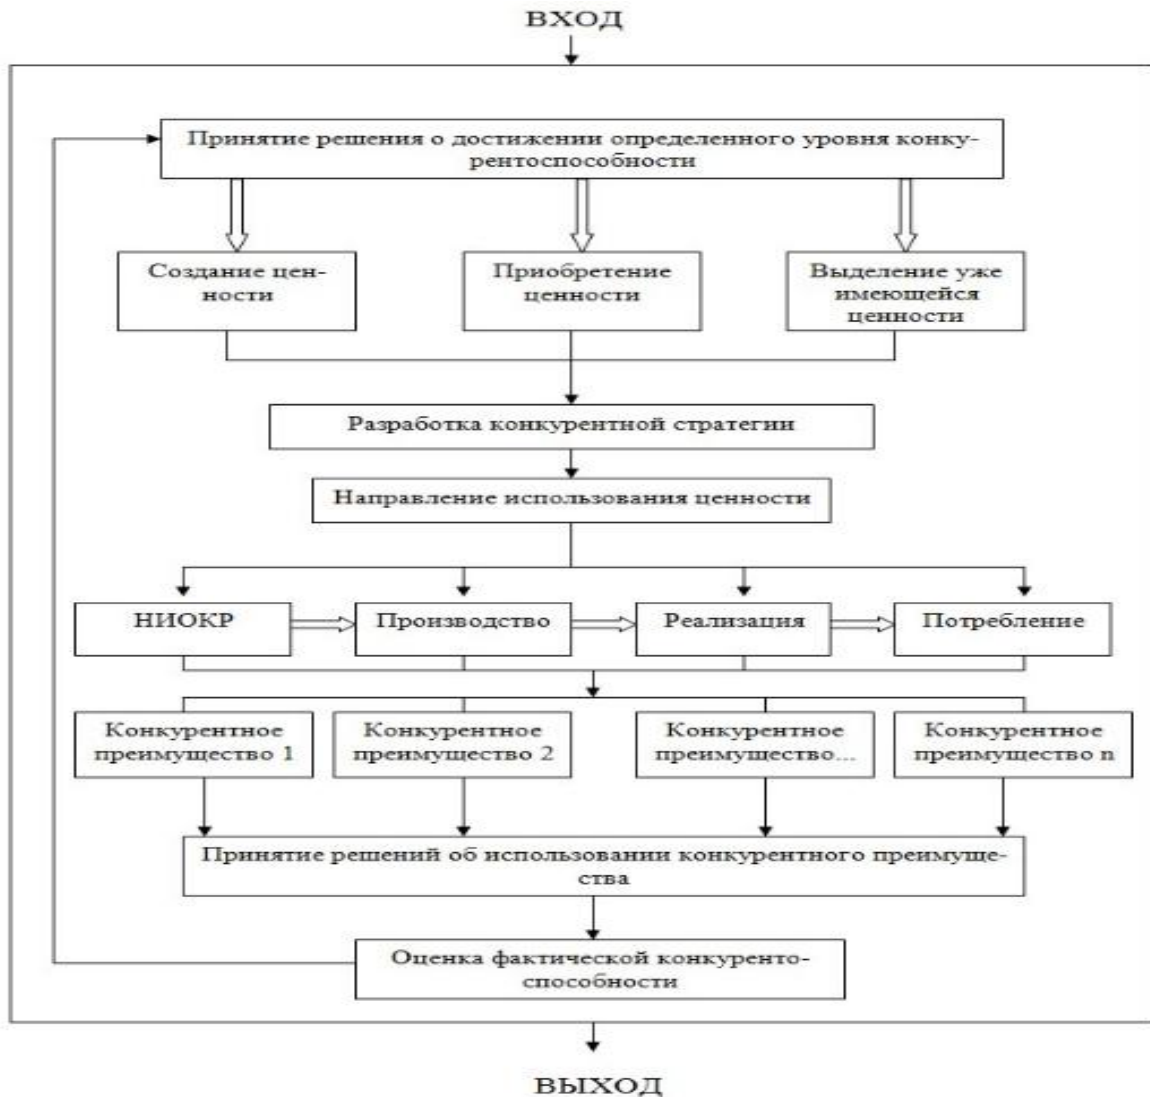 ВХОД
Принятие решения о достижении определенного уровня конку-
рентоспособности
Создание цен-
ности
Приобретение
ценности
Выделение уже
имеющейся
ценности
Разработка конкурентной стратегии
Направление использования ценности
НИОКР
Производство
Реализация
Потребление
Конкурентное
преимущество 1
Конкурентное
преимущество 2
Конкурентное
преимущество...
Конкурентное
преимущество n
Принятие решений об использовании конкурентного преимуще-
ства
Оценка фактической конкуренто-
способности
ВЫХОД